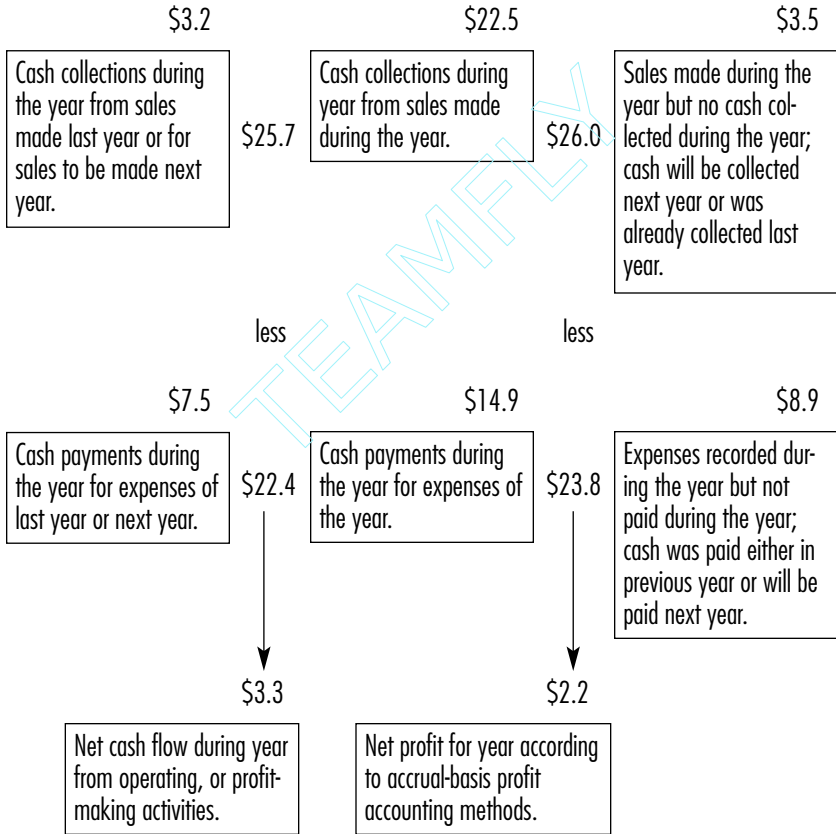 $3.2
$22.5
$3.5
Cash collections during
the year from sales
made last year or for
sales to be made next
year.
$25.7
Cash collections during
year from sales made
during the year.
$26.0
Sales made during the
year but no cash col-
lected during the year;
cash will be collected
next year or was
already collected last
year.
TEAMFLY
less
less
$7.5
$14.9
$8.9
Cash payments during
the year for expenses of
last year or next year.
$22.4
Cash payments during
the year for expenses of
the year.
$23.8
Expenses recorded dur-
ing the year but not
paid during the year;
cash was paid either in
previous year or will be
paid next year.
$3.3
$2.2
Net cash flow during year
from operating, or profit-
making activities.
Net profit for year according
to accrual-basis profit
accounting methods.